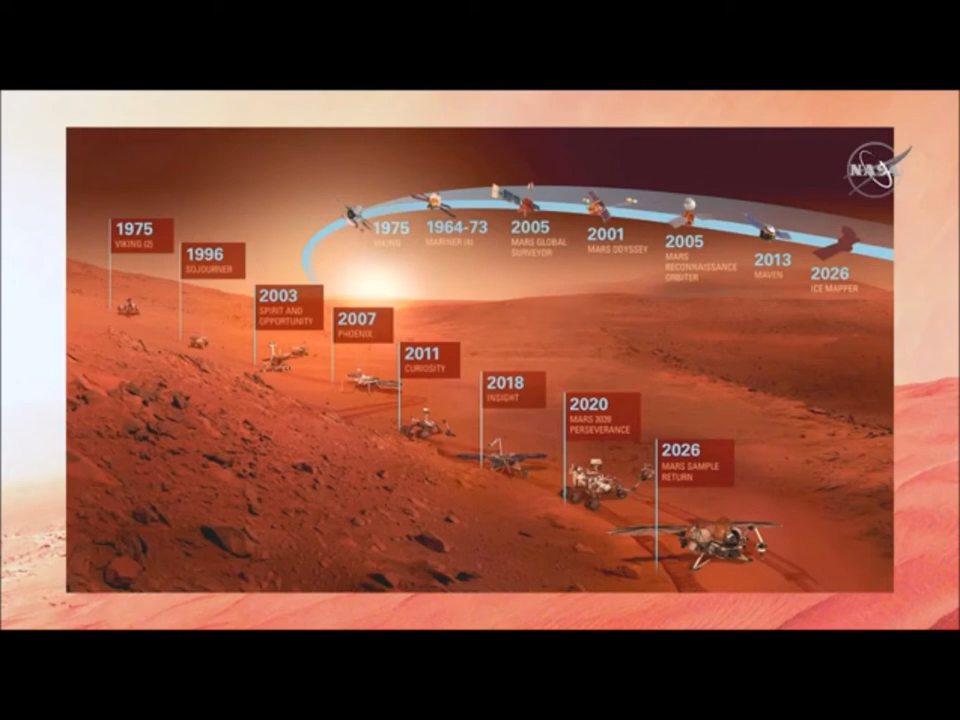 NASA
1975
VIKING
1964-73
MARINER (4)
2005
MARS GLOBAL
SURVEYOR
2001
MARS ODYSSEY
2005
MARS
RECONNAISSANCE
ORBITER
2013
MAVEN
2026
ICE MAPPER
1975
VIKING (2)
1996
SOJOURNER
2003
SPIRIT AND
OPPORTUNITY
2007
PHOENIX
2011
CURIOSITY
2018
INSIGHT
2020
MARS 2020
PERSEVERANCE
2026
MARS SAMPLE
RETURN